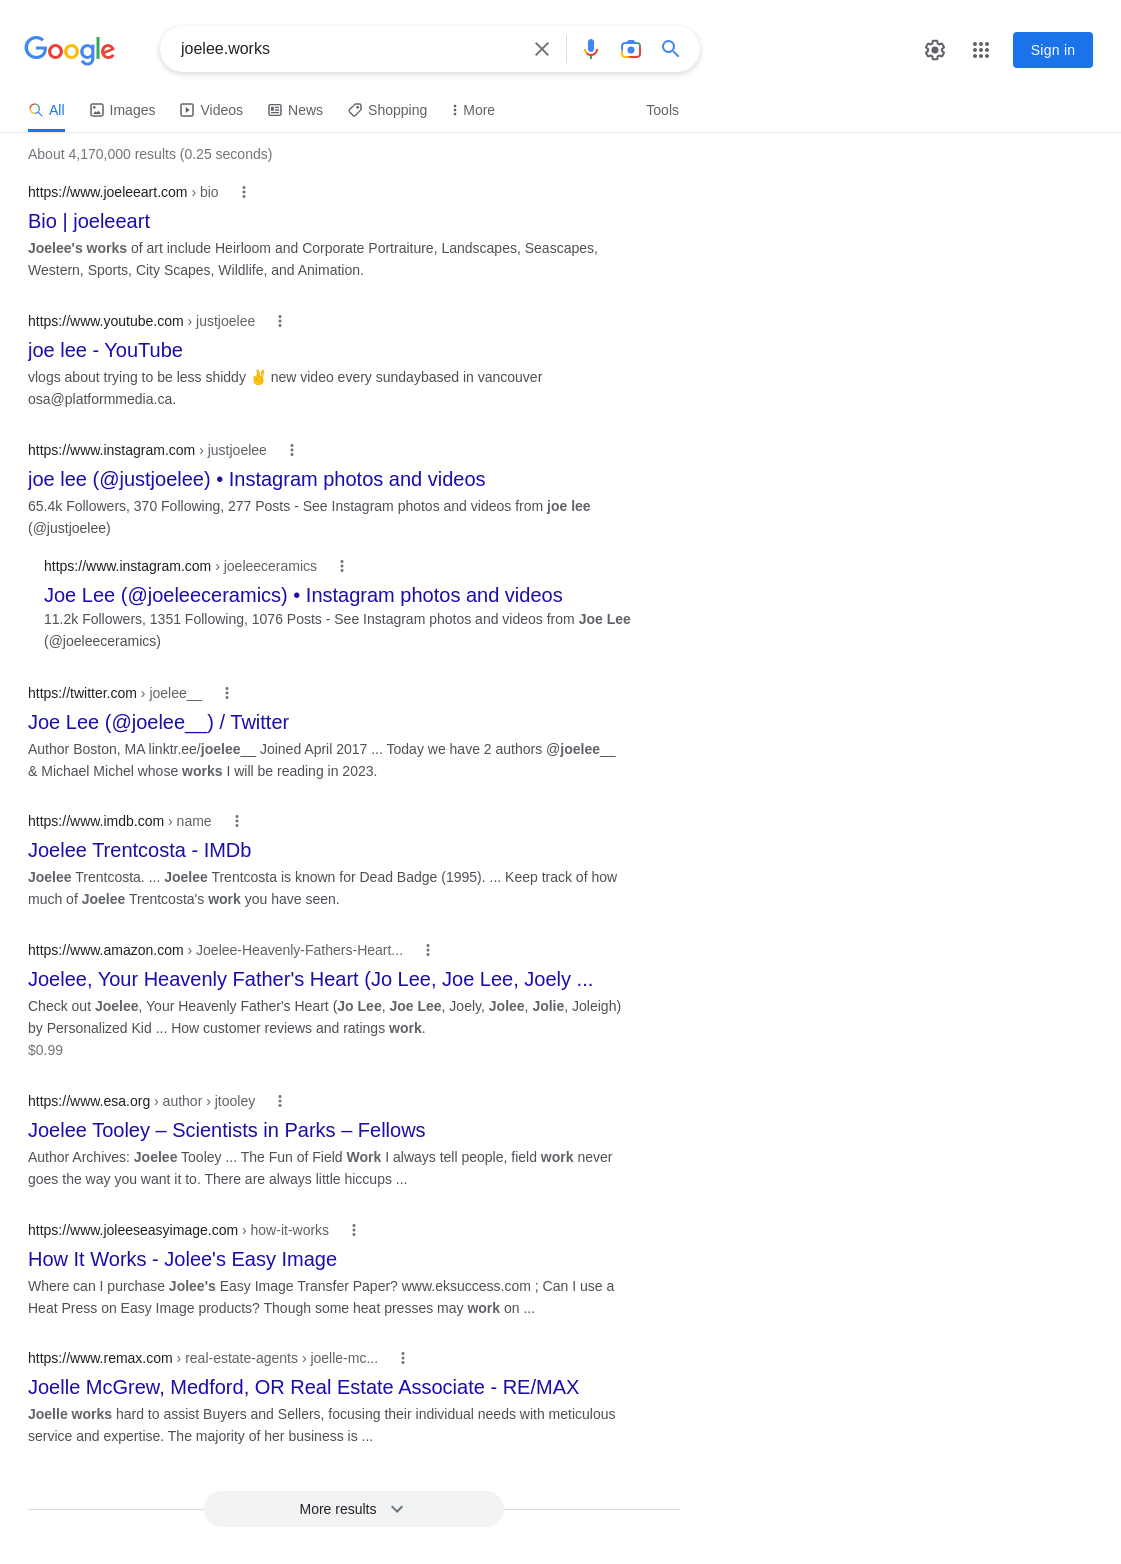 Google
joelee.works
Sign in
All Images Videos News Shopping More Tools
About 4,170,000 results (0.25 seconds)
https://www.joeleeart.com › bio
Bio | joeleeart
Joelee's works of art include Heirloom and Corporate Portraiture, Landscapes, Seascapes,
Western, Sports, City Scapes, Wildlife, and Animation.
https://www.youtube.com › justjoelee
joe lee - YouTube
vlogs about trying to be less shiddy ✌️ new video every sundaybased in vancouver
osa@platformmedia.ca.
https://www.instagram.com › justjoelee
joe lee (@justjoelee) • Instagram photos and videos
65.4k Followers, 370 Following, 277 Posts - See Instagram photos and videos from joe lee
(@justjoelee)
https://www.instagram.com › joeleeceramics
Joe Lee (@joeleeceramics) • Instagram photos and videos
11.2k Followers, 1351 Following, 1076 Posts - See Instagram photos and videos from Joe Lee
(@joeleeceramics)
https://twitter.com › joelee__
Joe Lee (@joelee__) / Twitter
Author Boston, MA linktr.ee/joelee__ Joined April 2017 ... Today we have 2 authors @joelee__
& Michael Michel whose works I will be reading in 2023.
https://www.imdb.com › name
Joelee Trentcosta - IMDb
Joelee Trentcosta. ... Joelee Trentcosta is known for Dead Badge (1995). ... Keep track of how
much of Joelee Trentcosta's work you have seen.
https://www.amazon.com › Joelee-Heavenly-Fathers-Heart...
Joelee, Your Heavenly Father's Heart (Jo Lee, Joe Lee, Joely ...
Check out Joelee, Your Heavenly Father's Heart (Jo Lee, Joe Lee, Joely, Jolee, Jolie, Joleigh)
by Personalized Kid ... How customer reviews and ratings work.
$0.99
https://www.esa.org › author › jtooley
Joelee Tooley – Scientists in Parks – Fellows
Author Archives: Joelee Tooley ... The Fun of Field Work I always tell people, field work never
goes the way you want it to. There are always little hiccups ...
https://www.joleeseasyimage.com › how-it-works
How It Works - Jolee's Easy Image
Where can I purchase Jolee's Easy Image Transfer Paper? www.eksuccess.com ; Can I use a
Heat Press on Easy Image products? Though some heat presses may work on ...
https://www.remax.com › real-estate-agents › joelle-mc...
Joelle McGrew, Medford, OR Real Estate Associate - RE/MAX
Joelle works hard to assist Buyers and Sellers, focusing their individual needs with meticulous
service and expertise. The majority of her business is ...
More results